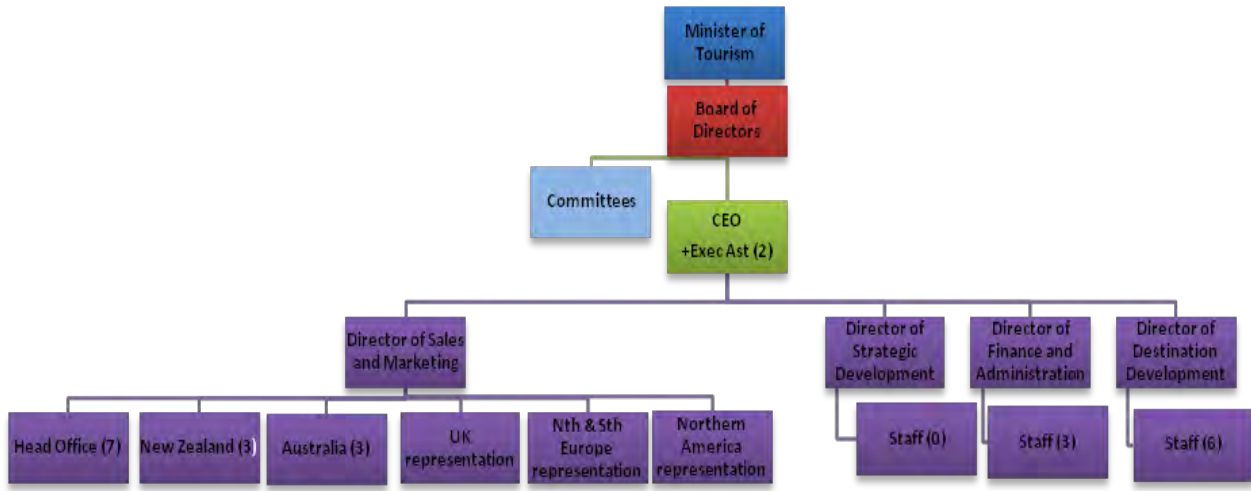 Minister of
Tourism
Board of
Directors
Committees
CEO
+Exec Ast (2)
Director of Sales
and Marketing
Director of
Strategic
Development
Director of
Finance and
Administration
Director of
Destination
Development
Head Office (7)
New Zealand (3)
Australia (3)
UK
representation
Nth & Sth
Europe
representation
Northern
America
representation
Staff (0)
Staff (3)
Staff (6)